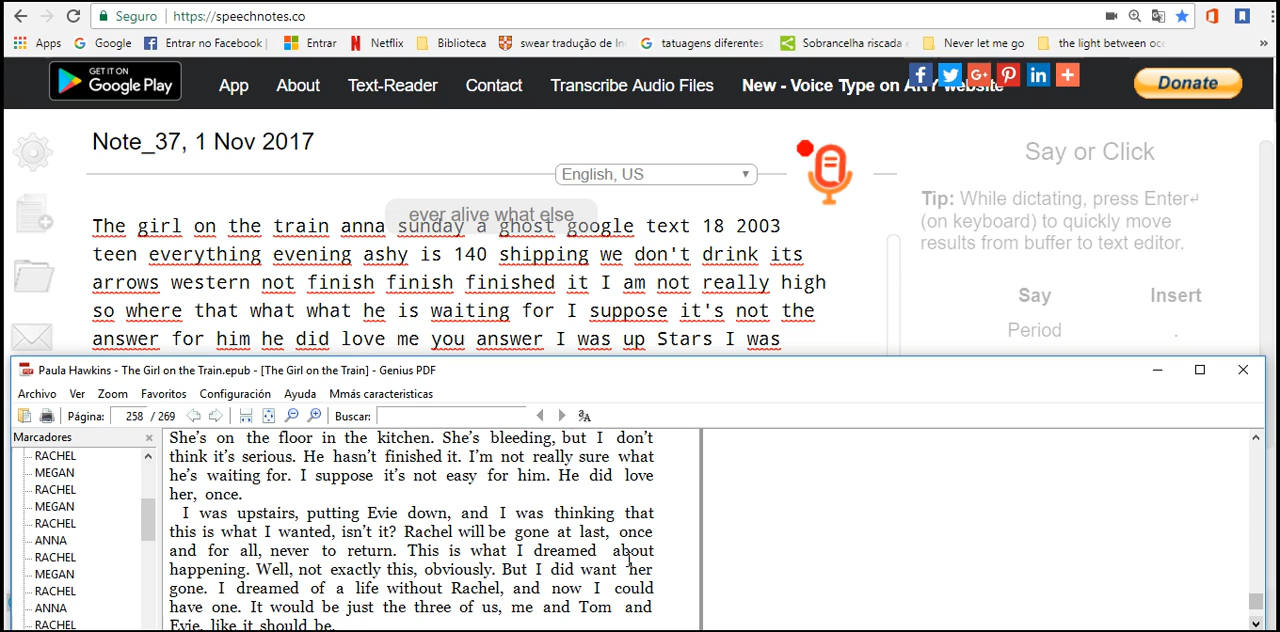 Seguro | https://speechnotes.co
Apps Google Entrar no Facebook | Entrar Netflix Biblioteca swear tradução de In tatuagens diferentes Sobrancelha riscada e Never let me go the light between oce »
GET IT ON
Google Play
App About Text-Reader Contact Transcribe Audio Files New - Voice Type on ANY website
Donate
Note_37, 1 Nov 2017
English, US
ever alive what else
The girl on the train anna sunday a ghost google text 18 2003
teen everything evening ashy is 140 shipping we don't drink its
arrows western not finish finish finished it I am not really high
so where that what what he is waiting for I suppose it's not the
answer for him he did love me you answer I was up Stars I was
Say or Click
Tip: While dictating, press Enter↵
(on keyboard) to quickly move
results from buffer to text editor.
Say Insert
Period .
Paula Hawkins - The Girl on the Train.epub - [The Girl on the Train] - Genius PDF
Archivo Ver Zoom Favoritos Configuración Ayuda Mmás caracteristicas
Página: 258 / 269 Buscar:
Marcadores
RACHEL
MEGAN
RACHEL
MEGAN
RACHEL
ANNA
RACHEL
MEGAN
RACHEL
ANNA
RACHEL
She's on the floor in the kitchen. She's bleeding, but I don't
think it's serious. He hasn't finished it. I'm not really sure what
he's waiting for. I suppose it's not easy for him. He did love
her, once.
I was upstairs, putting Evie down, and I was thinking that
this is what I wanted, isn't it? Rachel will be gone at last, once
and for all, never to return. This is what I dreamed about
happening. Well, not exactly this, obviously. But I did want her
gone. I dreamed of a life without Rachel, and now I could
have one. It would be just the three of us, me and Tom and
Evie, like it should be.